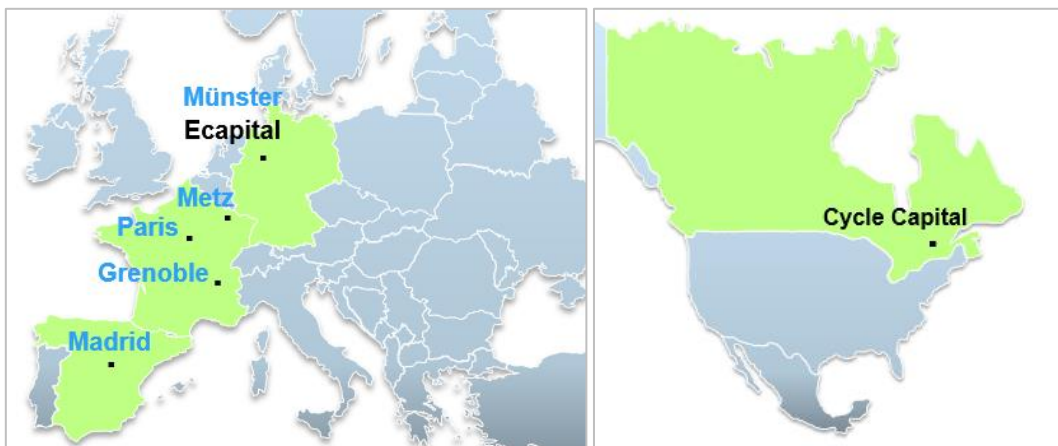 Münster
Ecapital
Metz
Paris
Grenoble
Madrid
Cycle Capital